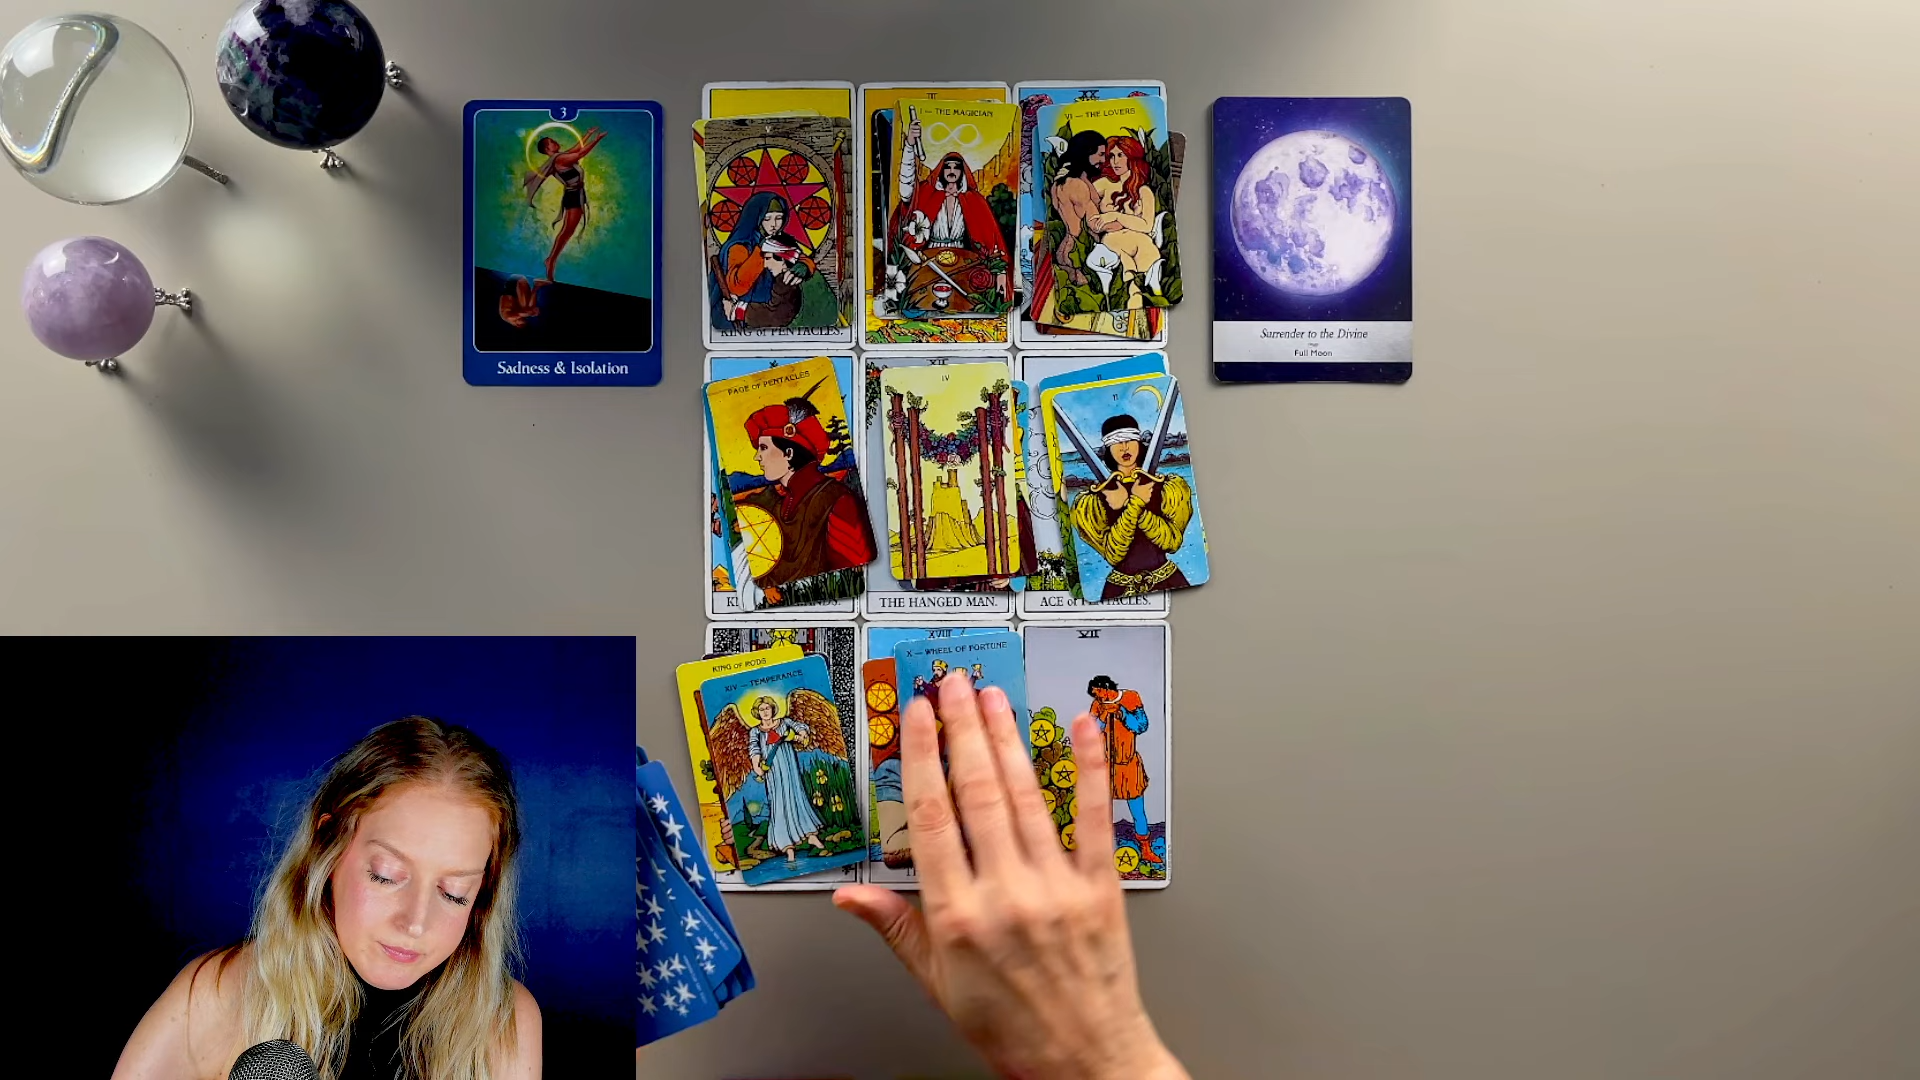 3
Sadness & Isolation
V
KING of PENTACLES.
III
I — THE MAGICIAN
XX
VI — THE LOVERS
Surrender to the Divine
Full Moon
PAGE OF PENTACLES
XII
IV
THE HANGED MAN.
II
II
ACE of PENTACLES.
KING OF RODS
XIV — TEMPERANCE
XVIII
X — WHEEL OF FORTUNE
VII